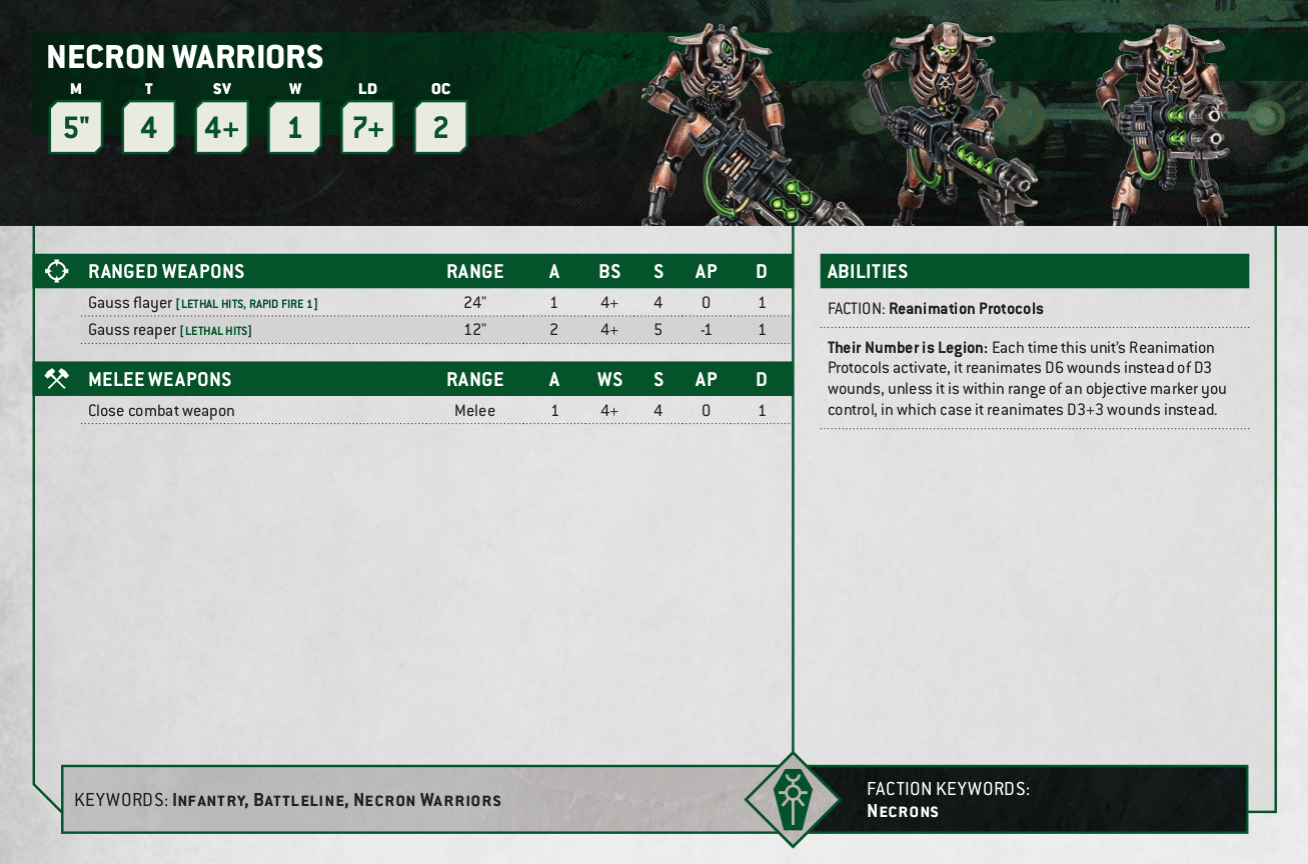 NECRON WARRIORS
M T SV W LD OC
5" 4 4+ 1 7+ 2
RANGED WEAPONS RANGE A BS S AP D
Gauss flayer [LETHAL HITS, RAPID FIRE 1] 24" 1 4+ 4 0 1
Gauss reaper [LETHAL HITS] 12" 2 4+ 5 -1 1
MELEE WEAPONS RANGE A WS S AP D
Close combat weapon Melee 1 4+ 4 0 1
ABILITIES
FACTION: Reanimation Protocols
Their Number is Legion: Each time this unit's Reanimation
Protocols activate, it reanimates D6 wounds instead of D3
wounds, unless it is within range of an objective marker you
control, in which case it reanimates D3+3 wounds instead.
KEYWORDS: INFANTRY, BATTLELINE, NECRON WARRIORS
FACTION KEYWORDS:
NECRONS